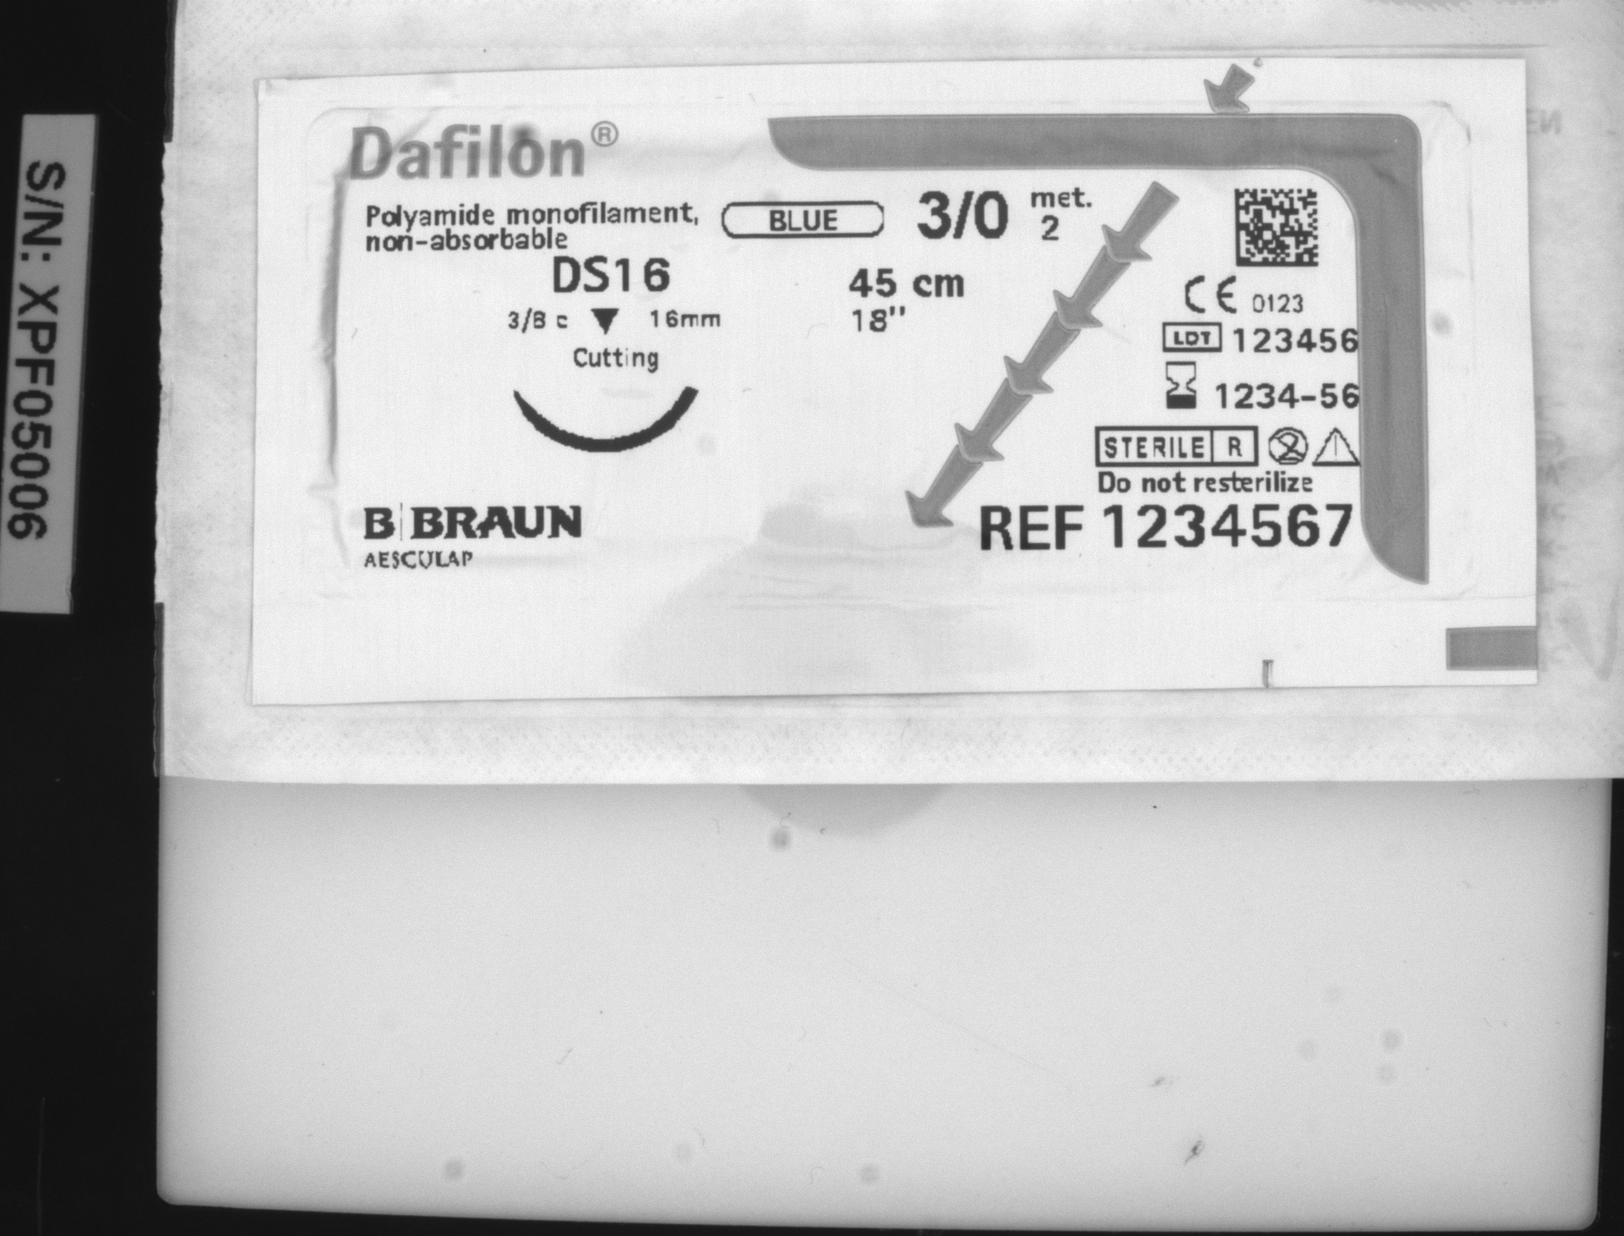 S/N: XPF05006
Dafilon®
Polyamide monofilament,
non-absorbable
BLUE
3/0
met.
2
DS16
45 cm
18''
3/8 c
16mm
Cutting
CE 0123
LOT 123456
1234-56
STERILE R
2
Do not resterilize
B BRAUN
AESCULAP
REF 1234567